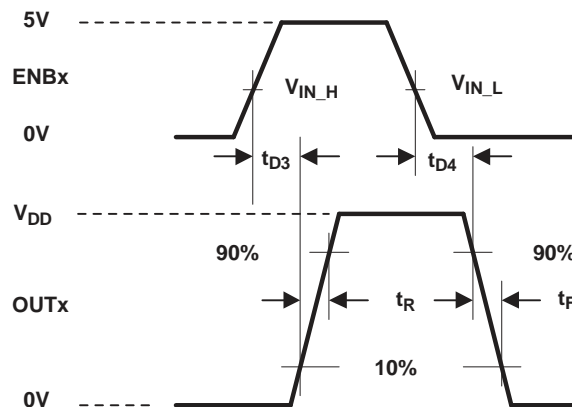 5V
ENBx
V_IN_H
V_IN_L
0V
t_D3
t_D4
V_DD
90%
90%
OUTx
t_R
t_F
10%
0V